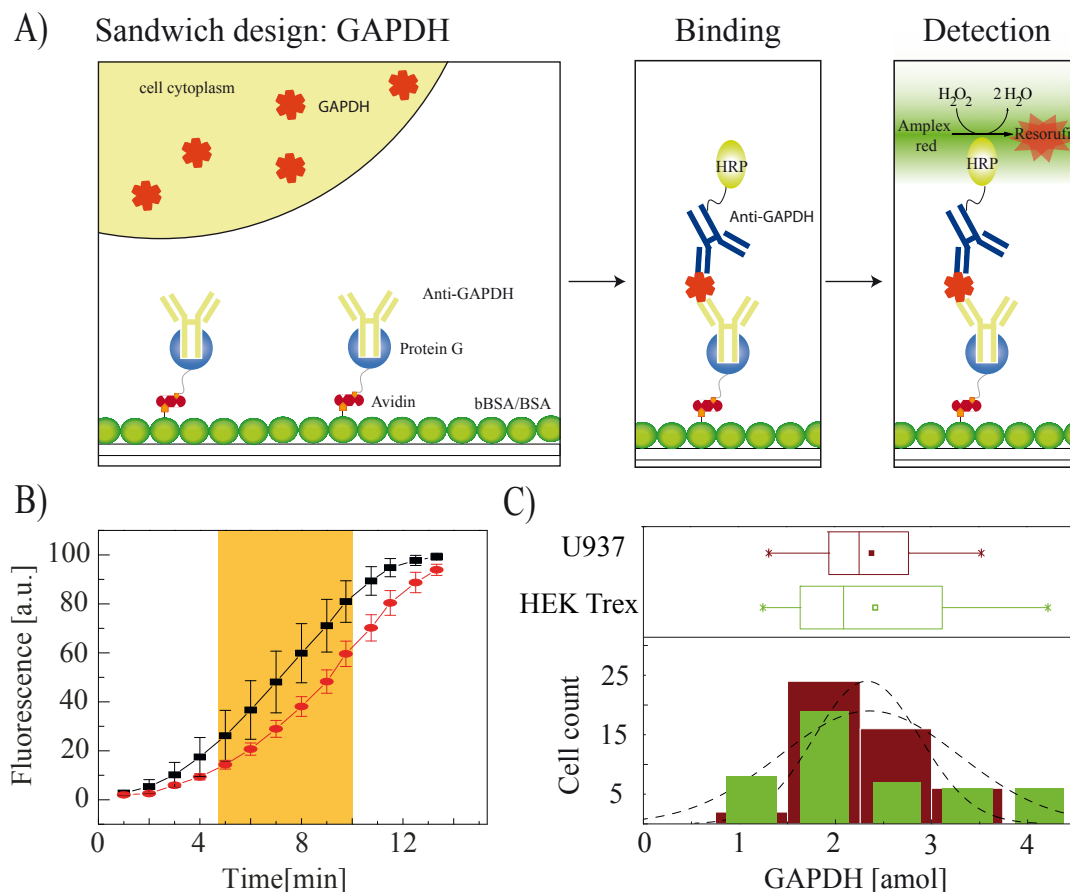 A) Sandwich design: GAPDH
Binding
Detection
cell cytoplasm
GAPDH
Anti-GAPDH
Protein G
Avidin
bBSA/BSA
HRP
Anti-GAPDH
H2O2
2 H2O
Amplex
red
Resorufi
HRP
B)
Fluorescence [a.u.]
100
80
60
40
20
0
0 4 8 12
Time[min]
C)
U937
HEK Trex
Cell count
25
15
5
0 1 2 3 4
GAPDH [amol]